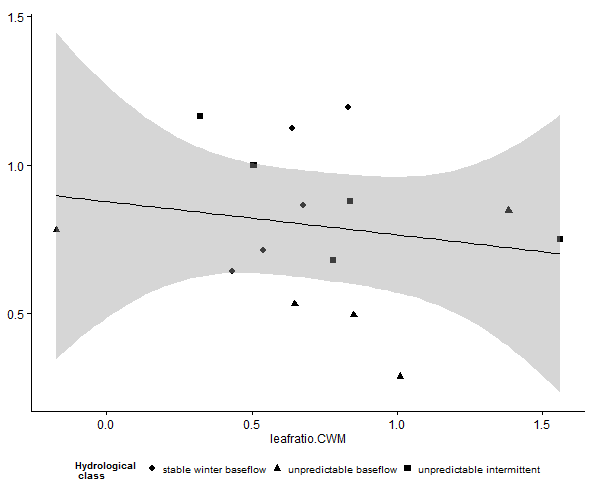 1.5
1.0
0.5
0.0 0.5 1.0 1.5
leafratio.CWM
Hydrological
class
stable winter baseflow unpredictable baseflow unpredictable intermittent